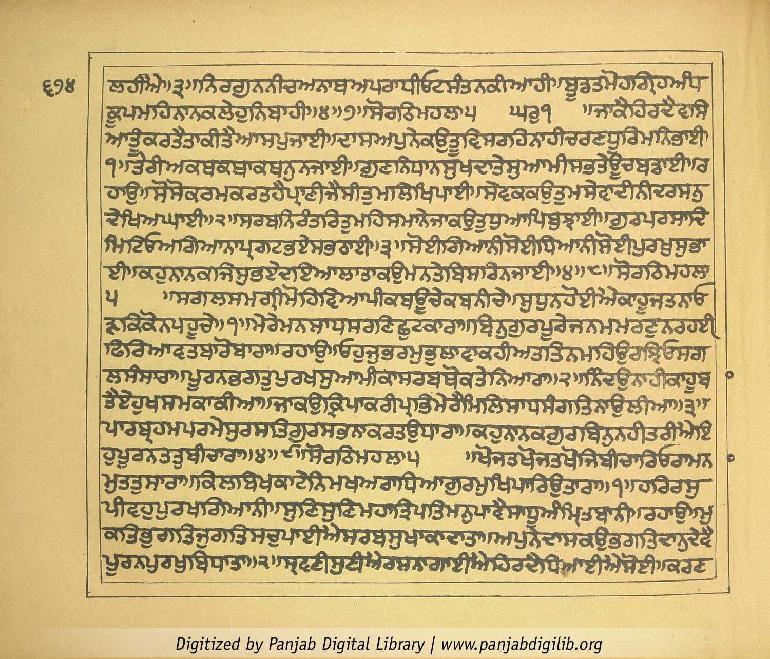 ੬੭੪
ਲਹੀਐ॥੩॥ਨਿਰਗੁਨਨੀਚਅਨਾਥਅਪਰਾਧੀਓਟਸੰਤਨਕੀਆਹੀ॥ਬੂਡਤਮੋਹਗ੍ਰਿਹਅੰਧ
ਕੂਪਮਹਿਨਾਨਕਲੇਹੁਨਿਬਾਹੀ॥੪॥੭॥ਸੋਰਠਿਮਹਲਾ੫ ਘਰੁ੧ ॥ਜਾਕੈਹਿਰਦੈਵਸਿ
ਆਤੂਕਰਤੈਤਾਕੀਤੈਆਸਪੁਜਾਈ॥ਦਾਸਅਪੁਨੇਕਉਤੂਵਿਸਰਹਿਨਾਹੀਚਰਣਧੂਰਿਮਨਿਭਾਈ
੧॥ਤੇਰੀਅਕਥਕਥਾਕਥਨੁਨਜਾਈ॥ਗੁਣਨਿਧਾਨਸੁਖਦਾਤੇਸੁਆਮੀਸਭਤੇਊਚਬਡਾਈ॥ਰ
ਹਾਉ॥ਸੋਸੋਕਰਮਕਰਤਹੈਪ੍ਰਾਣੀਜੈਸੀਤੁਮਲਿਖਿਪਾਈ॥ਸੇਵਕਕਉਤੁਮਸੇਵਾਦੀਨੀਦਰਸਨੁ
ਦੇਖਿਅਘਾਈ॥੨॥ਸਰਬਨਿਰੰਤਰਿਤੁਮਹਿਸਮਾਨੇਜਾਕਉਤੁਧੁਆਪਿਬੁਝਾਈ॥ਗੁਰਪਰਸਾਦਿ
ਮਿਟਿਓਅਗਿਆਨਾਪ੍ਰਗਟਭਏਸਭਠਾਈ॥੩॥ਸੋਈਗਿਆਨੀਸੋਈਧਿਆਨੀਸੋਈਪੁਰਖੁਸੁਭਾ
ਈ॥ਕਹੁਨਾਨਕਜਿਸੁਭਏਦਇਆਲਾਤਾਕਉਮਨਤੇਬਿਸਰਿਨਜਾਈ॥੪॥੮॥ਸੋਰਠਿਮਹਲਾ
੫ ॥ਸਗਲਸਮਗ੍ਰੀਮੋਹਿਵਿਆਪੀਕਬਊਚੇਕਬਨੀਚੇ॥ਸੁਧੁਨਹੋਈਐਕਾਹੂਜਤਨਾਓ
ੜਕਿਕੋਨਪਹੂਚੇ॥੧॥ਮੇਰੇਮਨਸਾਧਸਰਣਿਛੁਟਕਾਰਾ॥ਬਿਨੁਗੁਰਪੂਰੇਜਨਮਮਰਣੁਨਰਹਈ
ਫਿਰਿਆਵਤਬਾਰੋਬਾਰਾ॥ਰਹਾਉ॥ਓਹੁਜੁਭਰਮੁਭੁਲਾਵਾਕਹੀਅਤਤਿਨਮਹਿਉਰਝਿਓਸਗ
ਲਸੰਸਾਰਾ॥ਪੂਰਨਭਗਤੁਪੁਰਖਸੁਆਮੀਕਾਸਰਬਥੋਕਤੇਨਿਆਰਾ॥੨॥ਨਿੰਦਉਨਾਹੀਕਾਹੂਬ
ਤੈਏਹੁਖਸਮਕਾਕੀਆ॥ਜਾਕਉਕ੍ਰਿਪਾਕਰੀਪ੍ਰਭਿਮੇਰੈਮਿਲਿਸਾਧਸੰਗਤਿਨਾਉਲੀਆ॥੩॥
ਪਾਰਬ੍ਰਹਮਪਰਮੇਸੁਰਸਤਿਗੁਰਸਭਨਾਕਰਤਉਧਾਰਾ॥ਕਹੁਨਾਨਕਗੁਰਬਿਨੁਨਹੀਤਰੀਐਇ
ਹੁਪੂਰਨਤਤੁਬੀਚਾਰਾ॥੪॥੯॥ਸੋਰਠਿਮਹਲਾ੫ ॥ਖੋਜਤਖੋਜਤਖੋਜਿਬੀਚਾਰਿਓਰਾਮਨਾ
ਮੁਤਤੁਸਾਰਾ॥ਕਿਲਬਿਖਕਾਟੇਨਿਮਖਅਰਾਧਿਆਗੁਰਮੁਖਿਪਾਰਿਉਤਾਰਾ॥੧॥ਹਰਿਰਸੁ
ਪੀਵਹੁਪੁਰਖਗਿਆਨੀ॥ਸੁਣਿਸੁਣਿਮਹਾਤ੍ਰਿਪਤਿਮਨੁਪਾਵੈਸਾਧੂਅੰਮ੍ਰਿਤਬਾਨੀ॥ਰਹਾਉ॥ਮੁ
ਕਤਿਭੁਗਤਿਜੁਗਤਿਸਚੁਪਾਈਐਸਰਬਸੁਖਾਕਾਦਾਤਾ॥ਅਪੁਨੇਦਾਸਕਉਭਗਤਿਦਾਨੁਦੇਵੈ
ਪੂਰਨਪੁਰਖੁਬਿਧਾਤਾ॥੨॥ਸ੍ਰਵਣੀਸੁਣੀਐਰਸਨਾਗਾਈਐਹਿਰਦੈਧਿਆਈਐਸੋਈ॥ਕਰਣ
Digitized by Panjab Digital Library | www.panjabdigilib.org